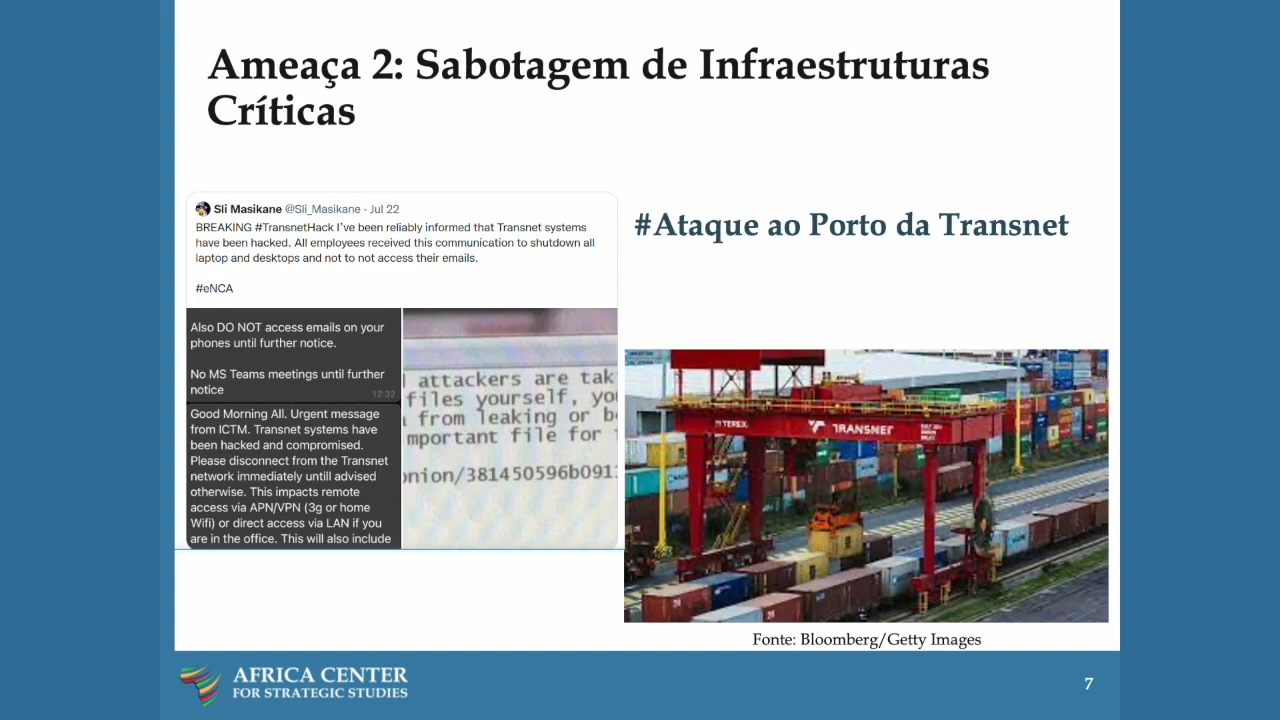 Ameaça 2: Sabotagem de Infraestruturas
Críticas
Sli Masikane @Sli_Masikane · Jul 22
BREAKING #TransnetHack I've been reliably informed that Transnet systems
have been hacked. All employees received this communication to shutdown all
laptop and desktops and not to not access their emails.
#eNCA
Also DO NOT access emails on your
phones until further notice.
No MS Teams meetings until further
notice
12:32
Good Morning All. Urgent message
from ICTM. Transnet systems have
been hacked and compromised.
Please disconnect from the Transnet
network immediately untill advised
otherwise. This impacts remote
access via APN/VPN (3g or home
Wifi) or direct access via LAN if you
are in the office. This will also include
attackers are tak
files yourself, yo
from leaking or b
mportant file for
onion/381450596b091
#Ataque ao Porto da Transnet
TEREX
TRANSNET
Fonte: Bloomberg/Getty Images
AFRICA CENTER
FOR STRATEGIC STUDIES
7